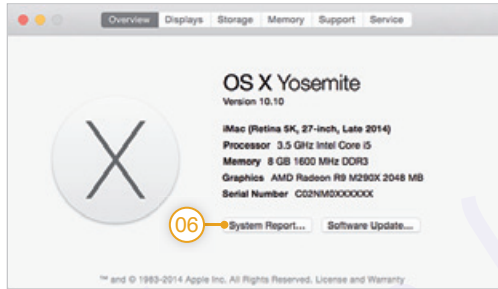 Overview Displays Storage Memory Support Service
OS X Yosemite
Version 10.10
iMac (Retina 5K, 27-inch, Late 2014)
Processor 3.5 GHz Intel Core i5
Memory 8 GB 1600 MHz DDR3
Graphics AMD Radeon R9 M290X 2048 MB
Serial Number C02NM0XXXXXX
06 System Report... Software Update...
™ and © 1983-2014 Apple Inc. All Rights Reserved. License and Warranty